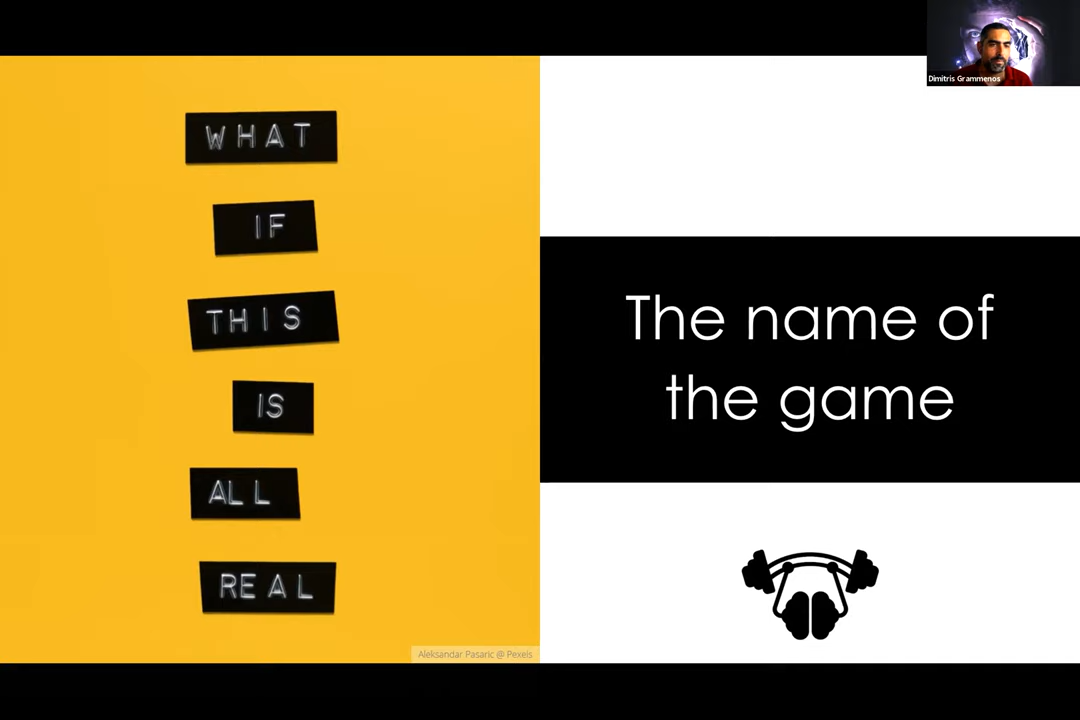 WHAT
IF
THIS
IS
ALL
REAL
Aleksandar Pasaric @ Pexels
The name of
the game
Dimitris Grammenos